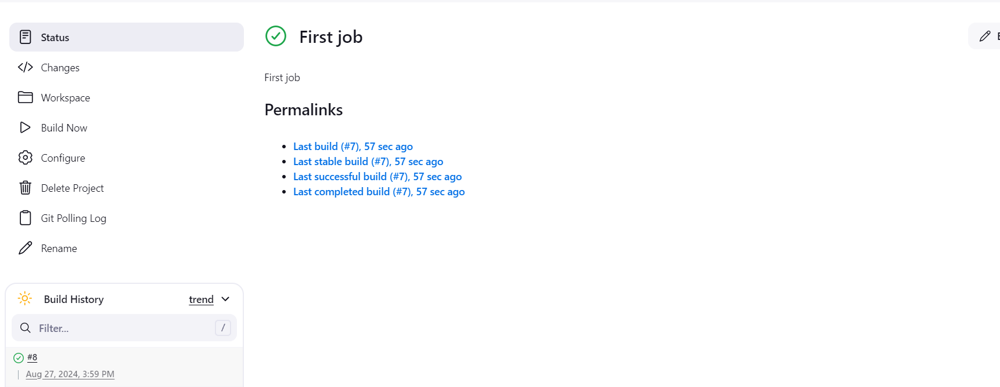 Status
Changes
Workspace
Build Now
Configure
Delete Project
Git Polling Log
Rename
Build History
trend
Filter...
/
#8
Aug 27, 2024, 3:59 PM
First job
First job
Permalinks
Last build (#7), 57 sec ago
Last stable build (#7), 57 sec ago
Last successful build (#7), 57 sec ago
Last completed build (#7), 57 sec ago